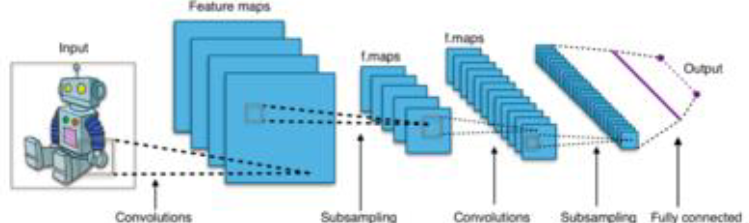 Feature maps
Input
f.maps
f.maps
Output
Convolutions
Subsampling
Convolutions
Subsampling
Fully connected